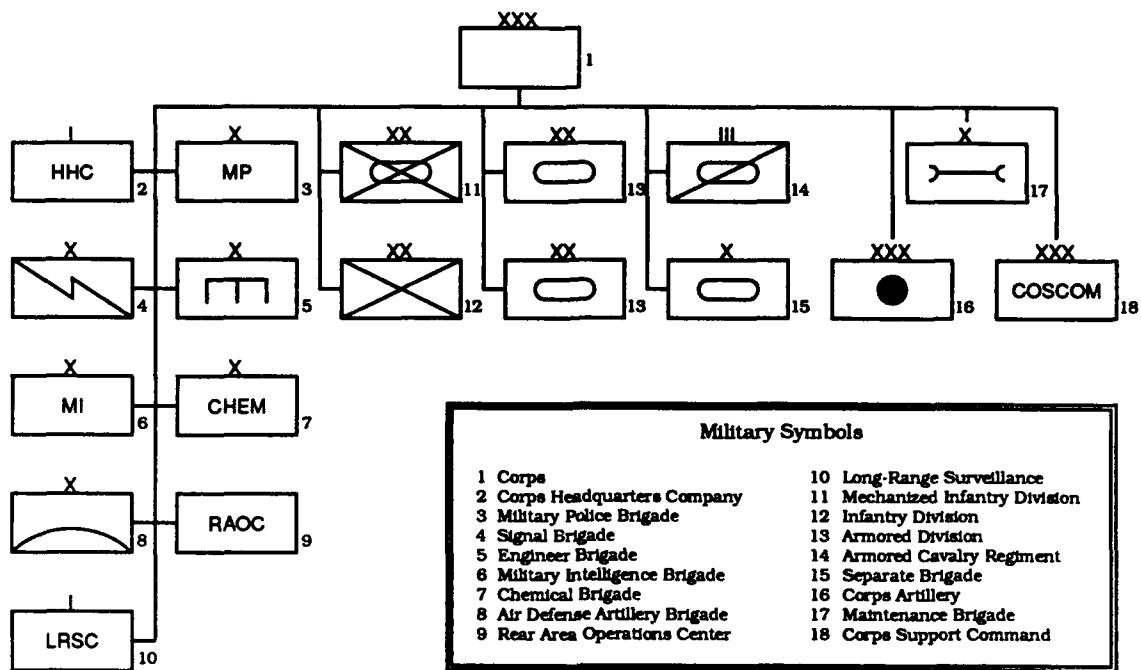 XXX
1
I
HHC
2
X
MP
3
XX
11
XX
13
III
14
X
17
X
4
X
5
XX
12
XX
13
X
15
XXX
16
XXX
COSCOM
18
X
MI
6
X
CHEM
7
X
8
RAOC
9
I
LRSC
10
Military Symbols
1 Corps
2 Corps Headquarters Company
3 Military Police Brigade
4 Signal Brigade
5 Engineer Brigade
6 Military Intelligence Brigade
7 Chemical Brigade
8 Air Defense Artillery Brigade
9 Rear Area Operations Center
10 Long-Range Surveillance
11 Mechanized Infantry Division
12 Infantry Division
13 Armored Division
14 Armored Cavalry Regiment
15 Separate Brigade
16 Corps Artillery
17 Maintenance Brigade
18 Corps Support Command